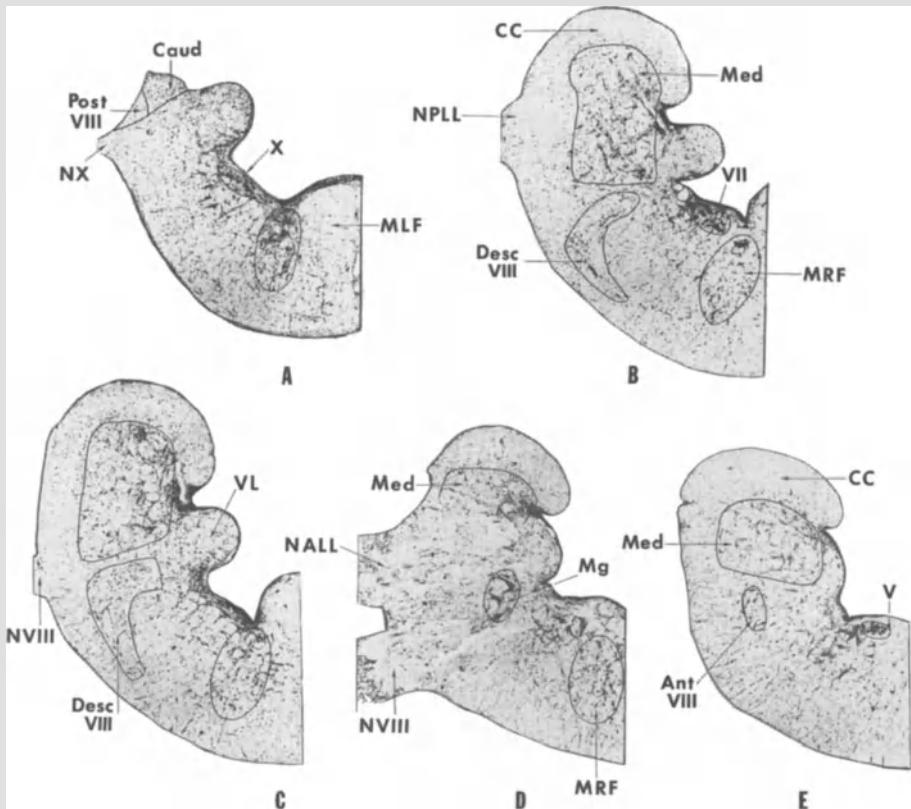 Caud
Post
VIII
NX
X
MLF
A
CC
Med
NPLL
VII
Desc
VIII
MRF
B
VL
NVIII
Desc
VIII
C
Med
NALL
Mg
NVIII
MRF
D
CC
Med
V
Ant
VIII
E